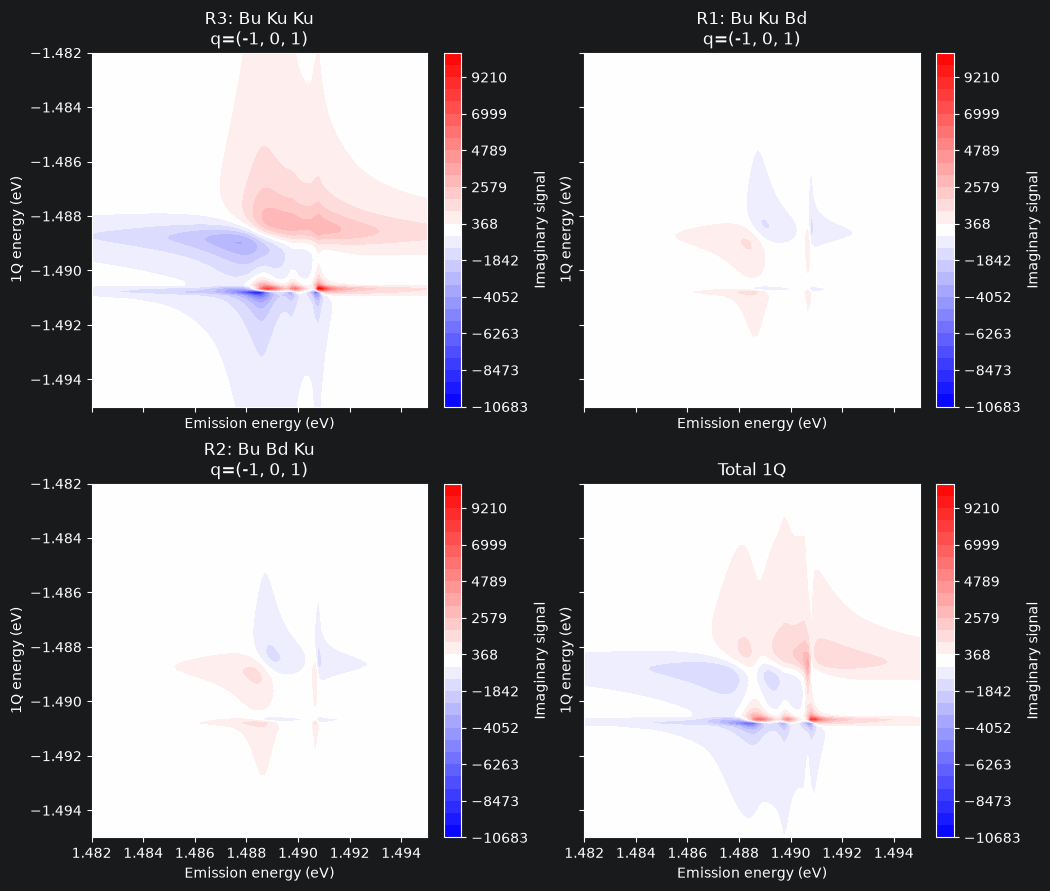 R3: Bu Ku Ku
q=(-1, 0, 1)
−1.482
−1.484
−1.486
−1.488
−1.490
−1.492
−1.494
1Q energy (eV)
Emission energy (eV)
9210
6999
4789
2579
368
−1842
−4052
−6263
−8473
−10683
Imaginary signal
R1: Bu Ku Bd
q=(-1, 0, 1)
1Q energy (eV)
Emission energy (eV)
9210
6999
4789
2579
368
−1842
−4052
−6263
−8473
−10683
Imaginary signal
R2: Bu Bd Ku
q=(-1, 0, 1)
−1.482
−1.484
−1.486
−1.488
−1.490
−1.492
−1.494
1Q energy (eV)
1.482 1.484 1.486 1.488 1.490 1.492 1.494
Emission energy (eV)
9210
6999
4789
2579
368
−1842
−4052
−6263
−8473
−10683
Imaginary signal
Total 1Q
1Q energy (eV)
1.482 1.484 1.486 1.488 1.490 1.492 1.494
Emission energy (eV)
9210
6999
4789
2579
368
−1842
−4052
−6263
−8473
−10683
Imaginary signal